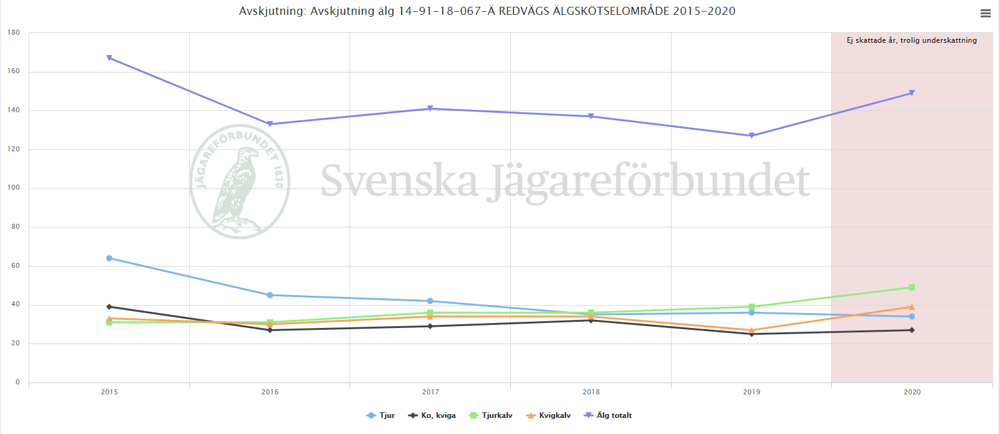 Avskjutning: Avskjutning älg 14-91-18-067-Ä REDVÄGS ÄLGSKÖTSELOMRÅDE 2015-2020
Ej skattade år, trolig underskattning
180
160
140
120
100
80
60
40
20
0
JÄGAREFÖRBUNDET 1830
Svenska Jägareförbundet
2015 2016 2017 2018 2019 2020
Tjur Ko, kviga Tjurkalv Kvigkalv Älg totalt